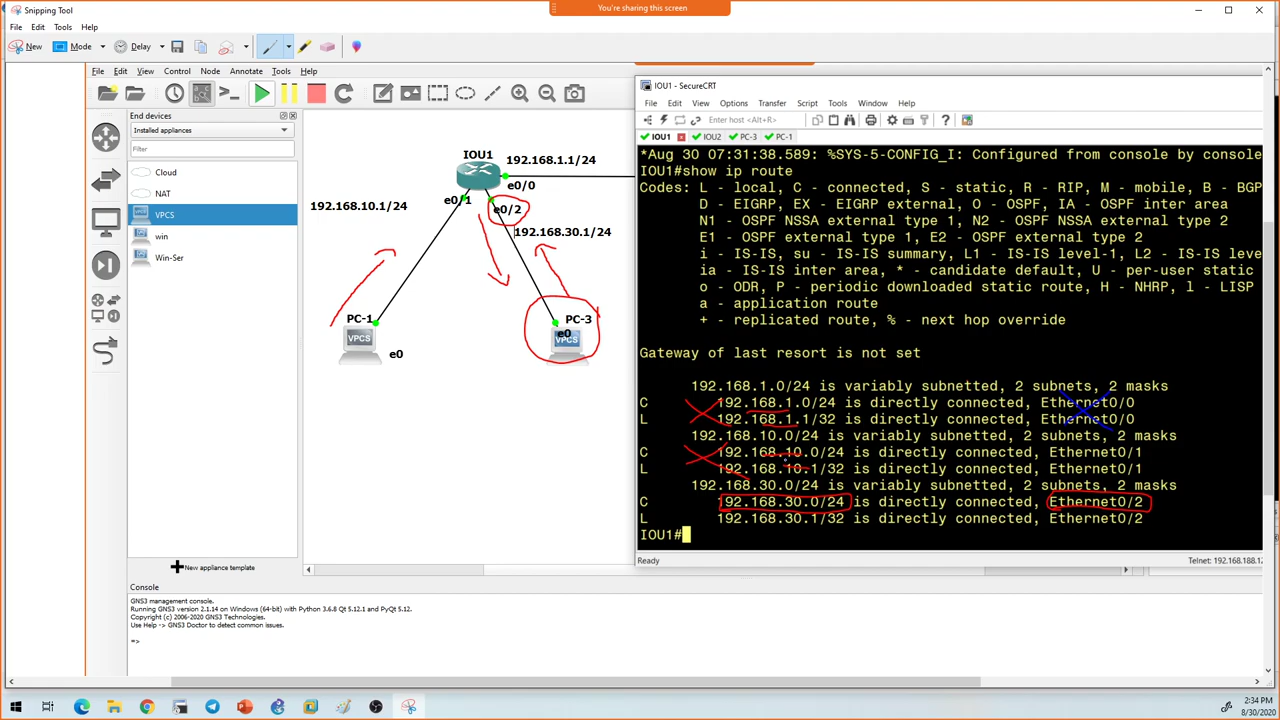 You're sharing this screen
Snipping Tool
File Edit Tools Help
New Mode Delay
File Edit View Control Node Annotate Tools Help
End devices
Installed appliances
Filter
Cloud
NAT
VPCS
win
Win-Ser
New appliance template
IOU1
192.168.1.1/24
e0/0
e0/1
e0/2
192.168.10.1/24
192.168.30.1/24
PC-1
VPCS
e0
PC-3
e0
VPCS
IOU1 - SecureCRT
File Edit View Options Transfer Script Tools Window Help
Enter host <Alt+R>
IOU1 IOU2 PC-3 PC-1
*Aug 30 07:31:38.589: %SYS-5-CONFIG_I: Configured from console by console
IOU1#show ip route
Codes: L - local, C - connected, S - static, R - RIP, M - mobile, B - BGP
D - EIGRP, EX - EIGRP external, O - OSPF, IA - OSPF inter area
N1 - OSPF NSSA external type 1, N2 - OSPF NSSA external type 2
E1 - OSPF external type 1, E2 - OSPF external type 2
i - IS-IS, su - IS-IS summary, L1 - IS-IS level-1, L2 - IS-IS leve
ia - IS-IS inter area, * - candidate default, U - per-user static
o - ODR, P - periodic downloaded static route, H - NHRP, l - LISP
a - application route
+ - replicated route, % - next hop override
Gateway of last resort is not set
192.168.1.0/24 is variably subnetted, 2 subnets, 2 masks
C 192.168.1.0/24 is directly connected, Ethernet0/0
L 192.168.1.1/32 is directly connected, Ethernet0/0
192.168.10.0/24 is variably subnetted, 2 subnets, 2 masks
C 192.168.10.0/24 is directly connected, Ethernet0/1
L 192.168.10.1/32 is directly connected, Ethernet0/1
192.168.30.0/24 is variably subnetted, 2 subnets, 2 masks
C 192.168.30.0/24 is directly connected, Ethernet0/2
L 192.168.30.1/32 is directly connected, Ethernet0/2
IOU1#
Ready Telnet: 192.168.188.12
Console
GNS3 management console.
Running GNS3 version 2.1.14 on Windows (64-bit) with Python 3.6.8 Qt 5.12.1 and PyQt 5.12.
Copyright (c) 2006-2020 GNS3 Technologies.
Use Help -> GNS3 Doctor to detect common issues.
=>
2:34 PM
8/30/2020